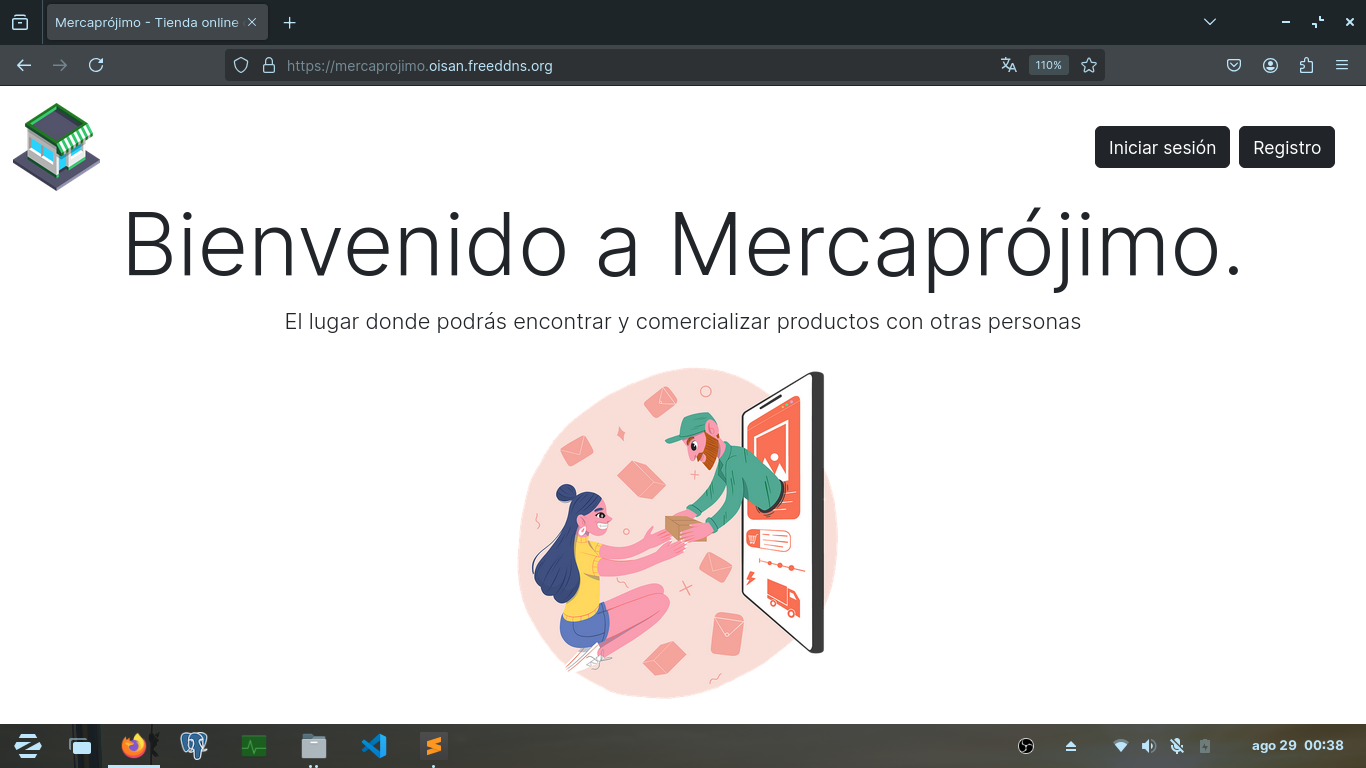 Mercaprójimo - Tienda online
https://mercaprojimo.oisan.freeddns.org
110%
Iniciar sesión
Registro
Bienvenido a Mercaprójimo.
El lugar donde podrás encontrar y comercializar productos con otras personas
ago 29 00:38